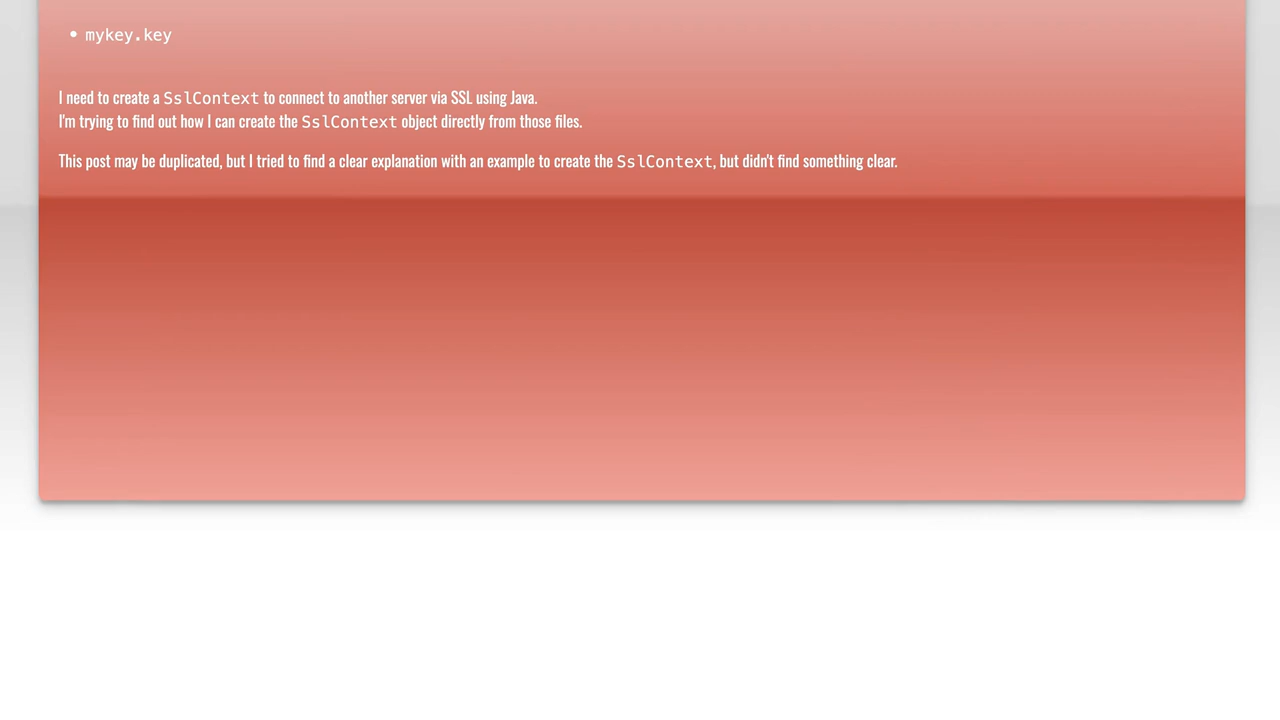 • mykey.key
I need to create a SslContext to connect to another server via SSL using Java.
I'm trying to find out how I can create the SslContext object directly from those files.
This post may be duplicated, but I tried to find a clear explanation with an example to create the SslContext, but didn't find something clear.